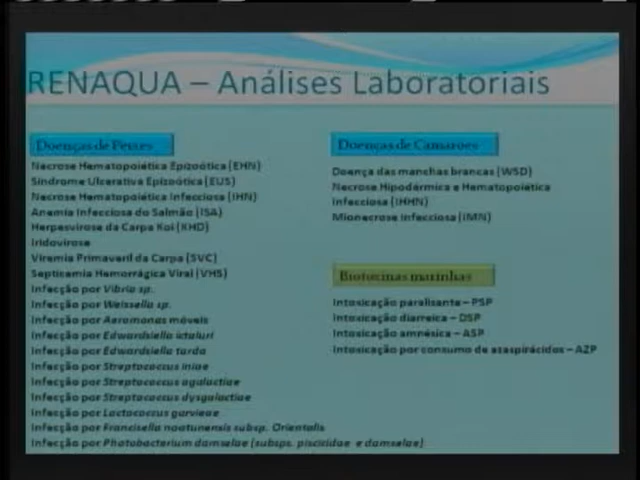 RENAQUA – Análises Laboratoriais
Doenças de Peixes
Necrose Hematopoiética Epizoótica (EHN)
Síndrome Ulcerativa Epizoótica (EUS)
Necrose Hematopoiética Infecciosa (IHN)
Anemia Infecciosa do Salmão (ISA)
Herpesvirose da Carpa Koi (KHD)
Iridovirose
Viremia Primaveril da Carpa (SVC)
Septicemia Hemorrágica Viral (VHS)
Infecção por Vibrio sp.
Infecção por Weissella sp.
Infecção por Aeromonas móveis
Infecção por Edwardsiella ictaluri
Infecção por Edwardsiella tarda
Infecção por Streptococcus iniae
Infecção por Streptococcus agalactiae
Infecção por Streptococcus dysgalactiae
Infecção por Lactococcus garvieae
Infecção por Francisella noatunensis subsp. Orientalis
Infecção por Photobacterium damselae (subsps. piscicidae e damselae)
Doenças de Camarões
Doença das manchas brancas (WSD)
Necrose Hipodérmica e Hematopoética
Infecciosa (IHHN)
Mionecrose Infecciosa (IMN)
Biotoxinas marinhas
Intoxicação paralisante – PSP
Intoxicação diarreica – DSP
Intoxicação amnésica – ASP
Intoxicação por consumo de azaspirácidos – AZP